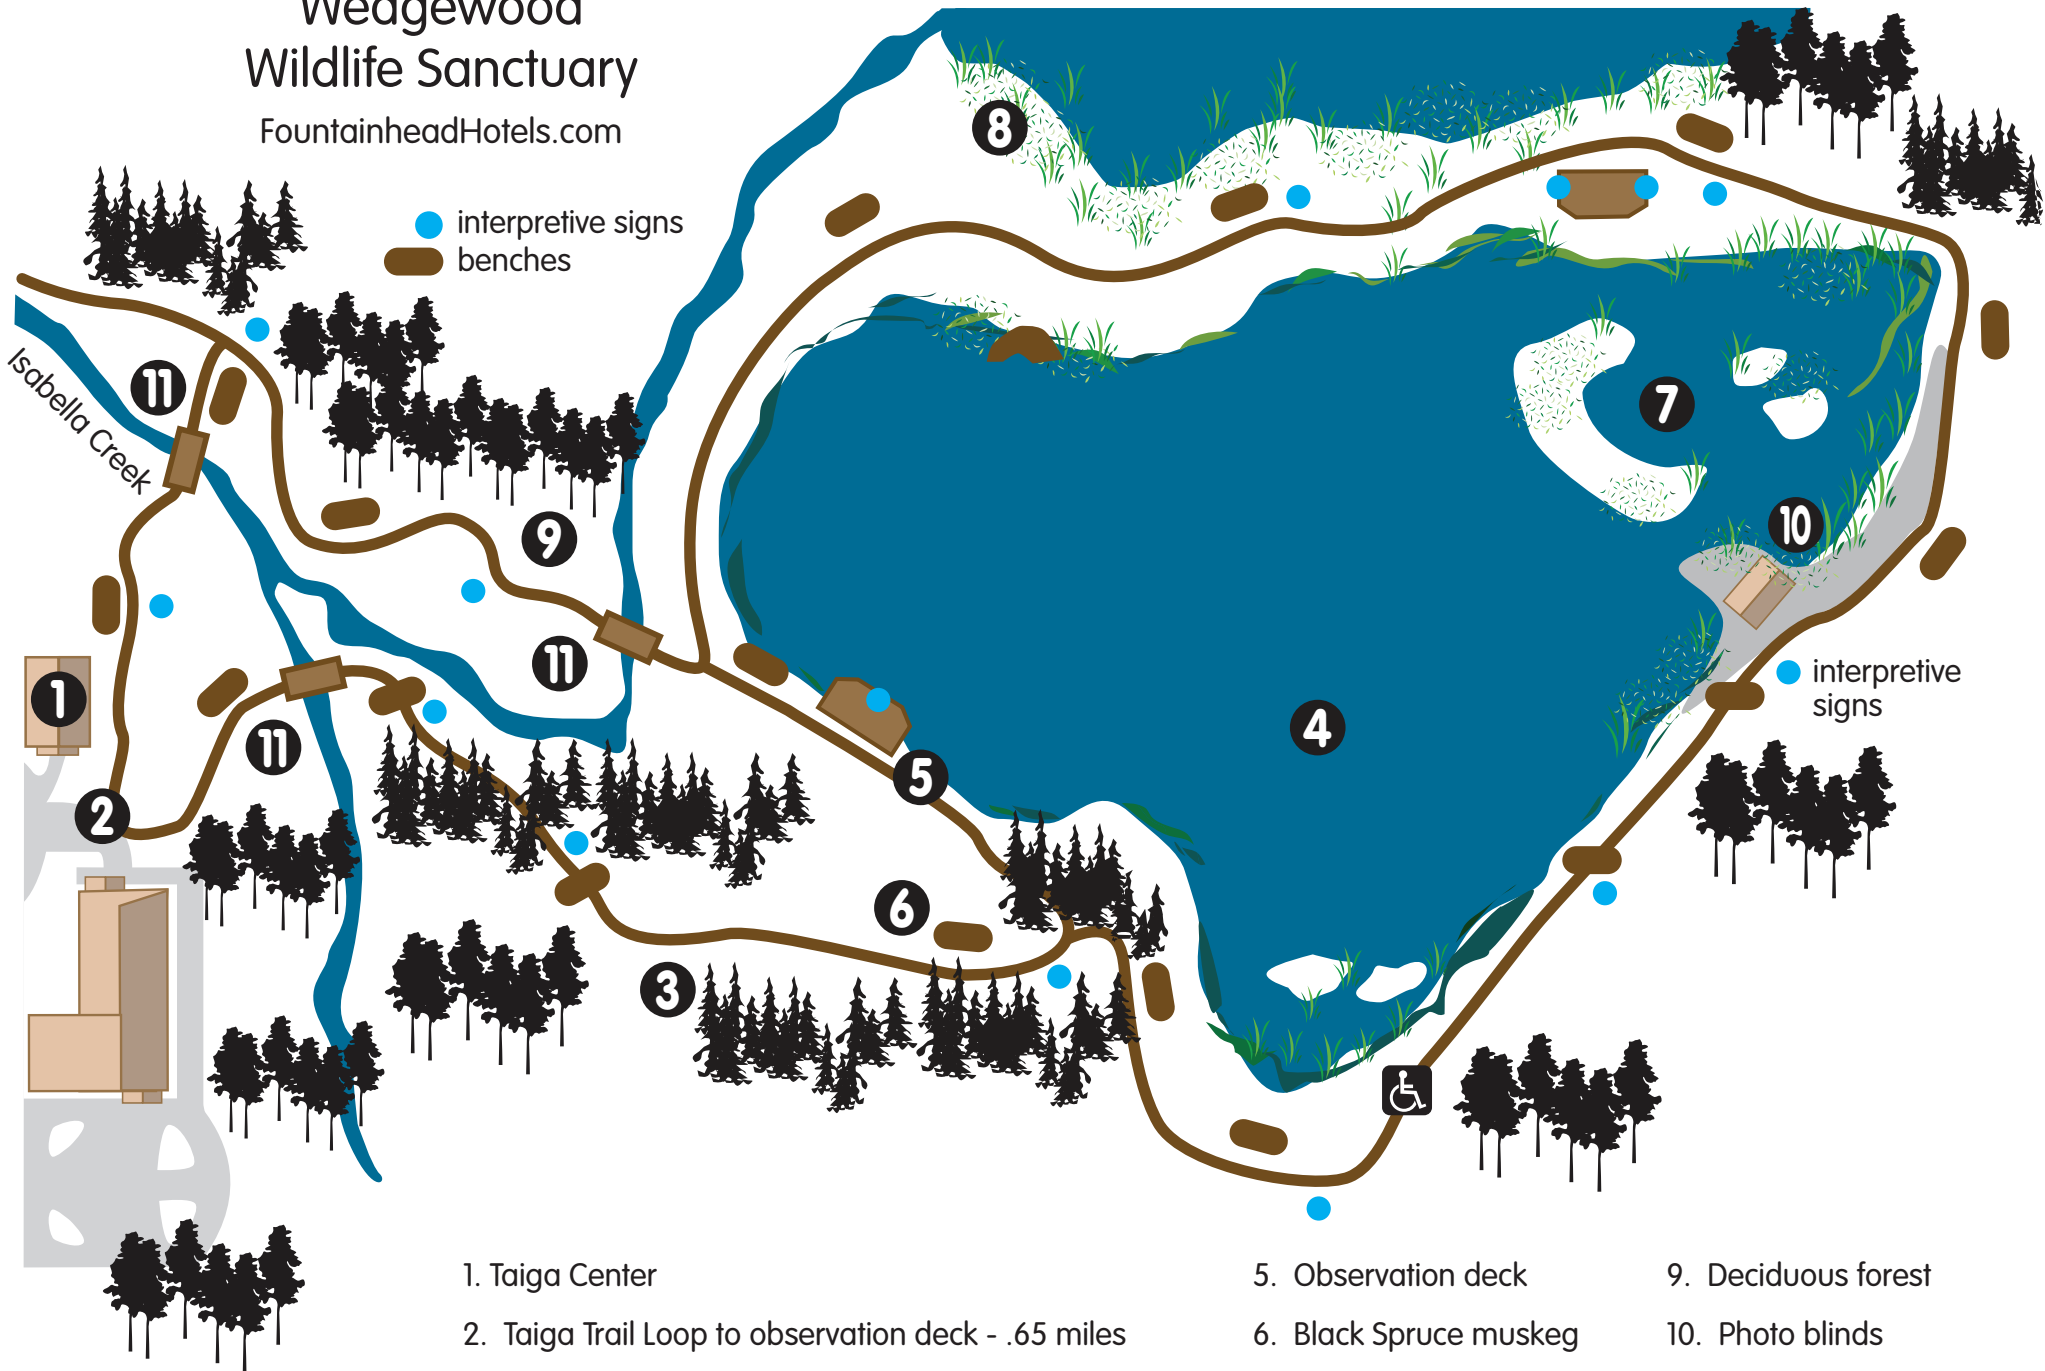 Wedgewood
Wildlife Sanctuary
FountainheadHotels.com
interpretive signs
benches
Isabella Creek
8
11
7
10
9
11
1
interpretive
signs
4
11
5
2
6
3
1. Taiga Center
2. Taiga Trail Loop to observation deck - .65 miles
5. Observation deck
6. Black Spruce muskeg
9. Deciduous forest
10. Photo blinds